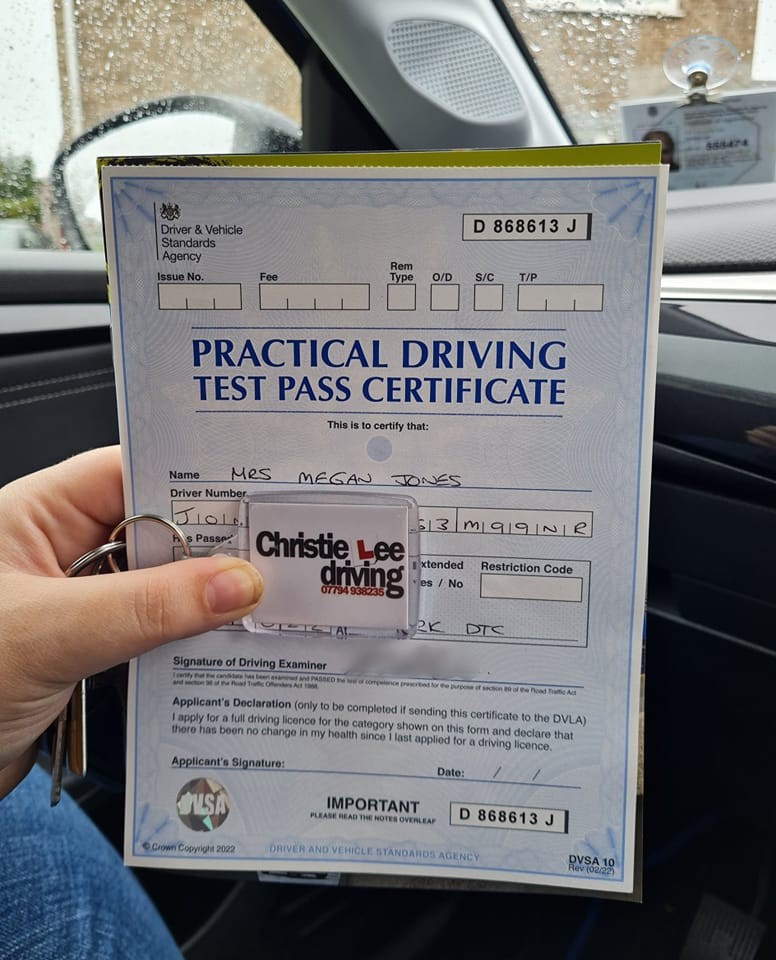 555474
Driver & Vehicle
Standards
Agency
D 868613 J
Issue No. Fee Rem Type O/D S/C T/P
PRACTICAL DRIVING
TEST PASS CERTIFICATE
This is to certify that:
Name MRS MEGAN JONES
Driver Number
J O 3 M 9 9 N R
Restriction Code
es / No
Christie Lee
driving
07794 938235
DTC
Signature of Driving Examiner
I certify that the candidate has been examined and PASSED the test of competence prescribed for the purpose of section 89 of the Road Traffic Act
and section 36 of the Road Traffic Offenders Act 1988.
Applicant's Declaration (only to be completed if sending this certificate to the DVLA)
I apply for a full driving licence for the category shown on this form and declare that
there has been no change in my health since I last applied for a driving licence.
Applicant's Signature: Date: / /
DVSA
IMPORTANT
PLEASE READ THE NOTES OVERLEAF
D 868613 J
© Crown Copyright 2022
DRIVER AND VEHICLE STANDARDS AGENCY
DVSA 10
Rev (02/22)